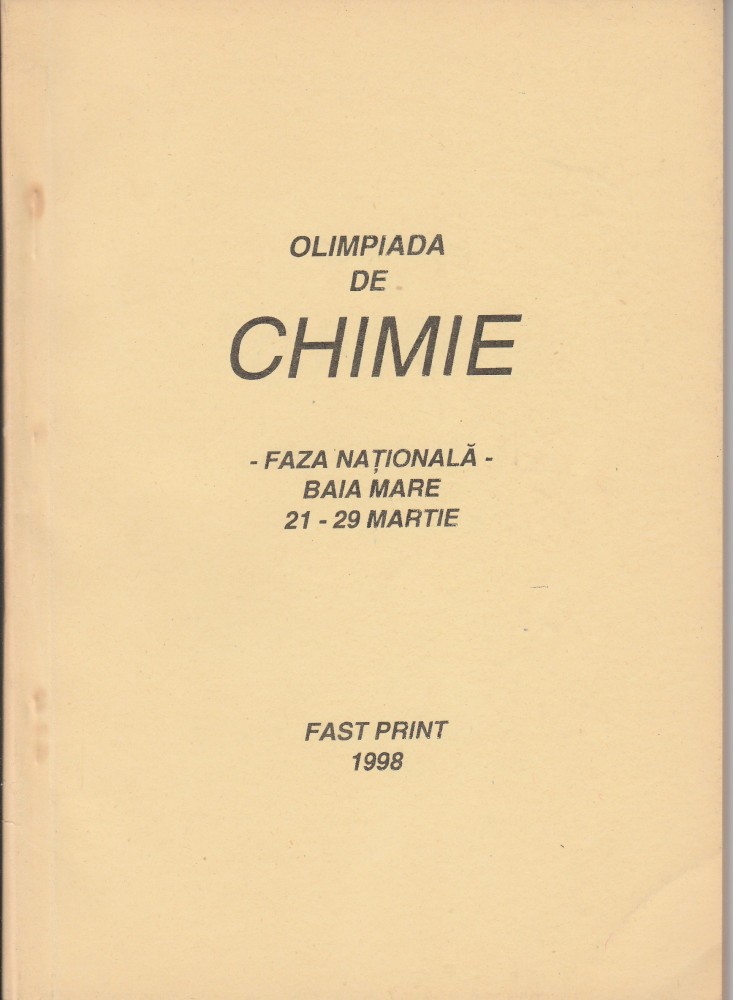 OLIMPIADA
DE
CHIMIE
- FAZA NAȚIONALĂ -
BAIA MARE
21 - 29 MARTIE
FAST PRINT
1998